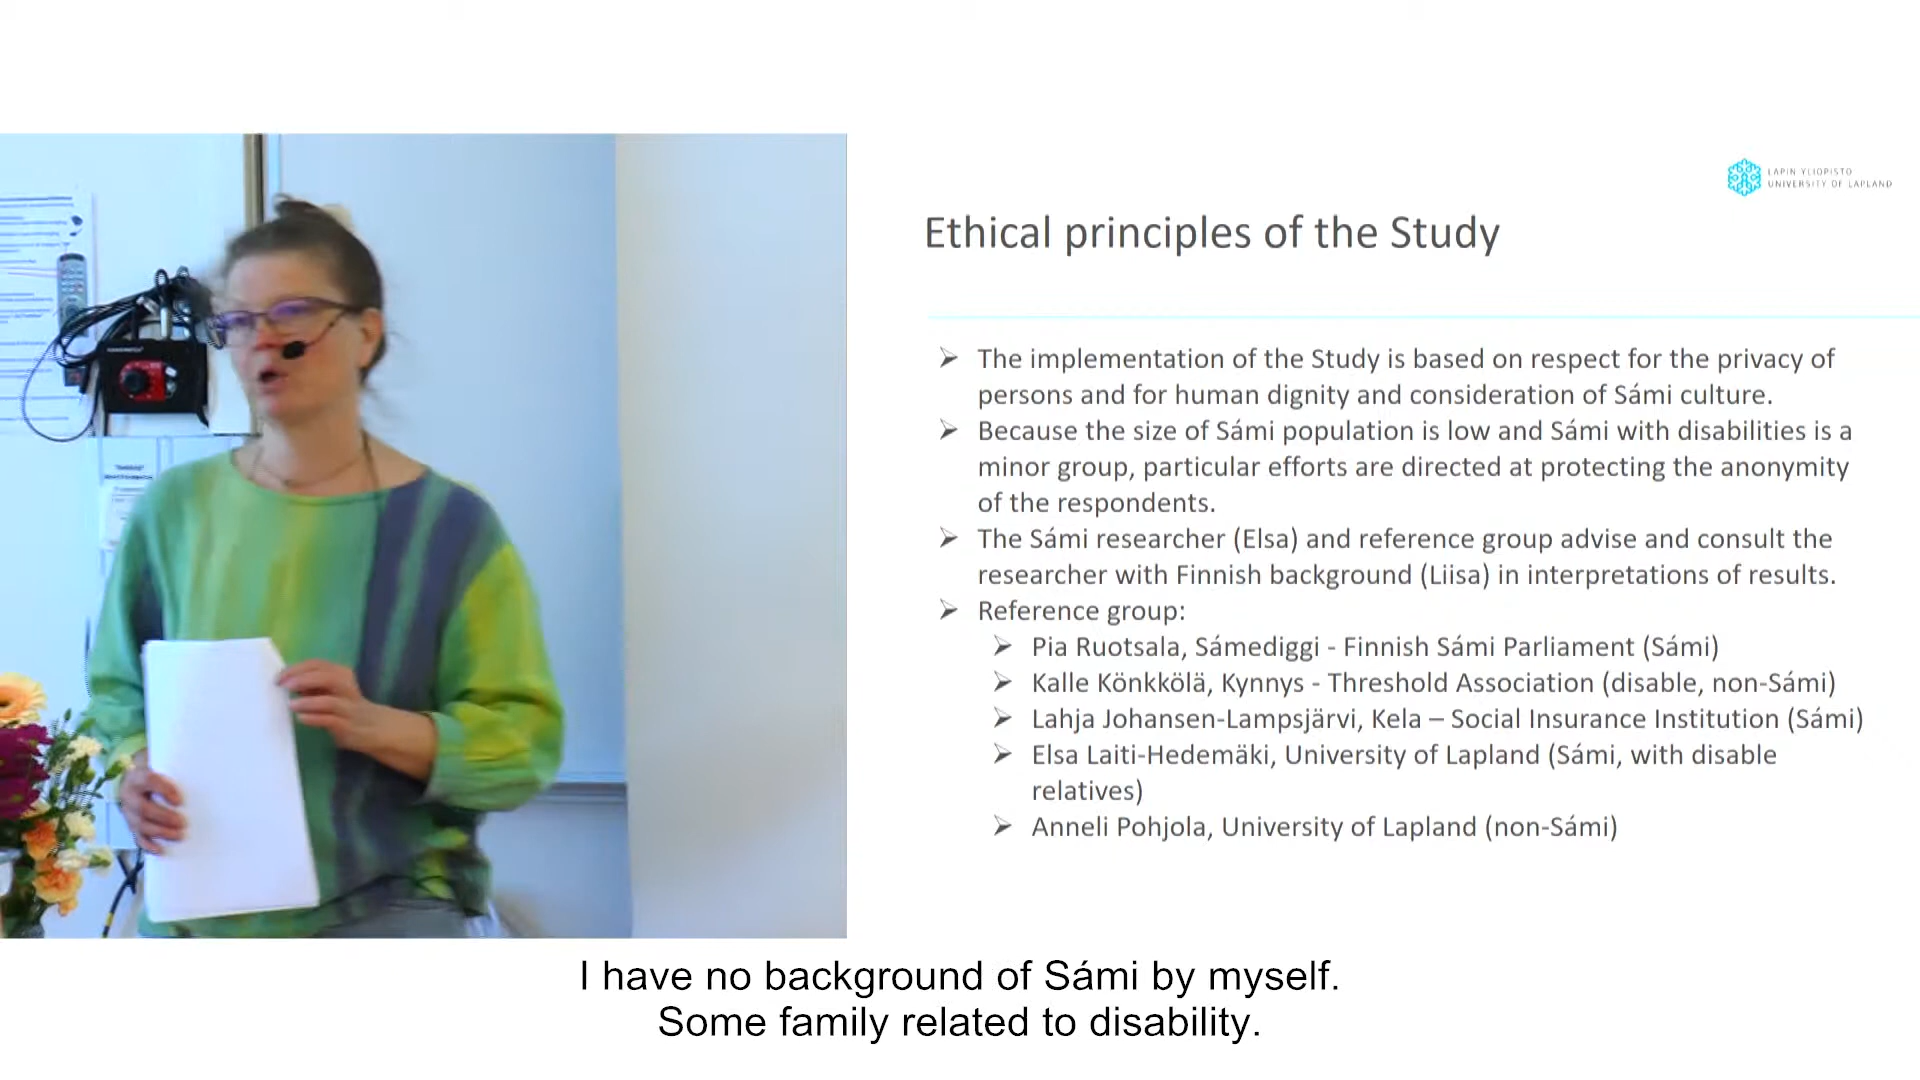 LAPIN YLIOPISTO
UNIVERSITY OF LAPLAND
Ethical principles of the Study
The implementation of the Study is based on respect for the privacy of
persons and for human dignity and consideration of Sámi culture.
Because the size of Sámi population is low and Sámi with disabilities is a
minor group, particular efforts are directed at protecting the anonymity
of the respondents.
The Sámi researcher (Elsa) and reference group advise and consult the
researcher with Finnish background (Liisa) in interpretations of results.
Reference group:
Pia Ruotsala, Sámediggi - Finnish Sámi Parliament (Sámi)
Kalle Könkkölä, Kynnys - Threshold Association (disable, non-Sámi)
Lahja Johansen-Lampsjärvi, Kela – Social Insurance Institution (Sámi)
Elsa Laiti-Hedemäki, University of Lapland (Sámi, with disable
relatives)
Anneli Pohjola, University of Lapland (non-Sámi)
I have no background of Sámi by myself.
Some family related to disability.